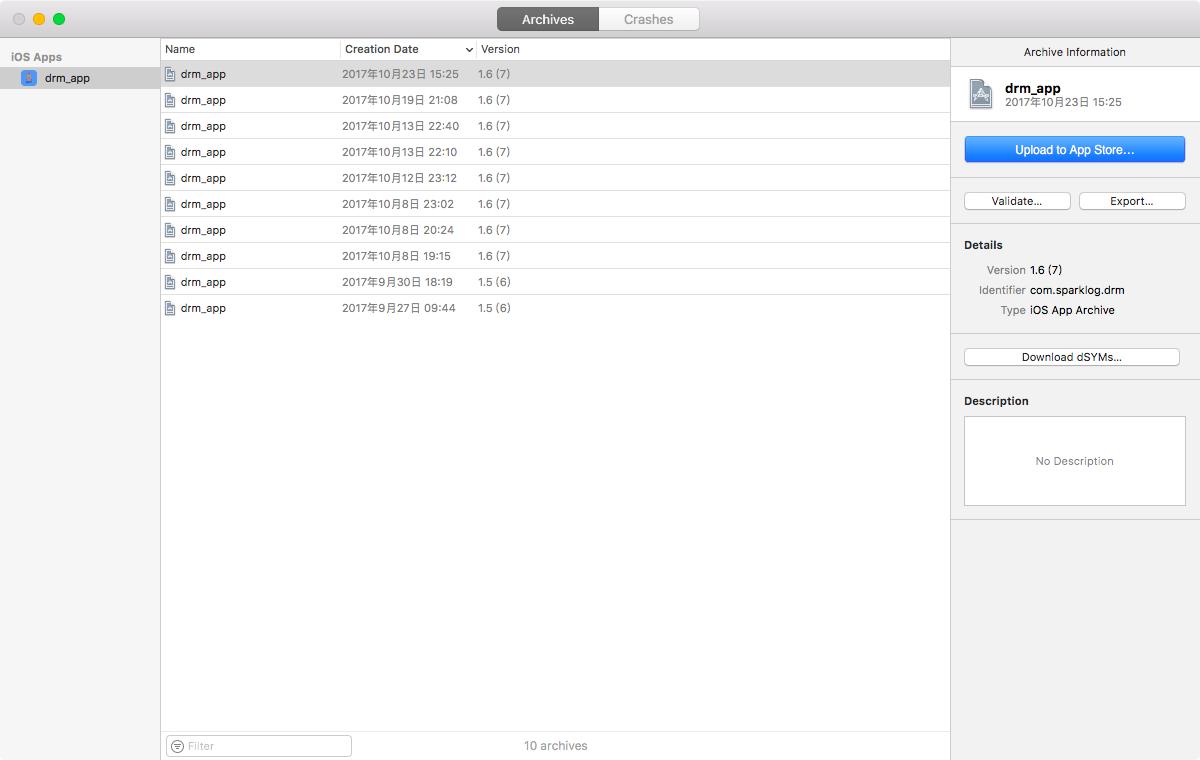 Archives Crashes
iOS Apps
drm_app
Name Creation Date Version
drm_app 2017年10月23日 15:25 1.6 (7)
drm_app 2017年10月19日 21:08 1.6 (7)
drm_app 2017年10月13日 22:40 1.6 (7)
drm_app 2017年10月13日 22:10 1.6 (7)
drm_app 2017年10月12日 23:12 1.6 (7)
drm_app 2017年10月8日 23:02 1.6 (7)
drm_app 2017年10月8日 20:24 1.6 (7)
drm_app 2017年10月8日 19:15 1.6 (7)
drm_app 2017年9月30日 18:19 1.5 (6)
drm_app 2017年9月27日 09:44 1.5 (6)
Filter
10 archives
Archive Information
drm_app
2017年10月23日 15:25
Upload to App Store…
Validate… Export…
Details
Version 1.6 (7)
Identifier com.sparklog.drm
Type iOS App Archive
Download dSYMs…
Description
No Description